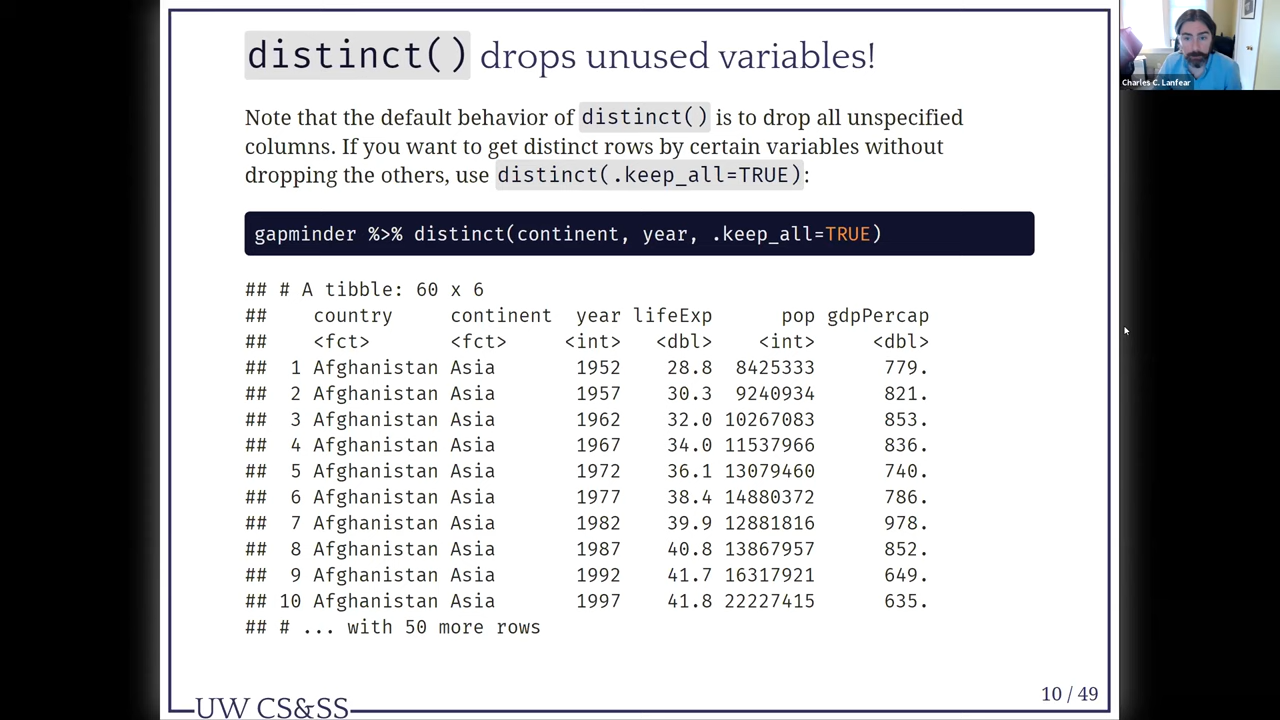 distinct() drops unused variables!
Charles C. Lanfear
Note that the default behavior of distinct() is to drop all unspecified
columns. If you want to get distinct rows by certain variables without
dropping the others, use distinct(.keep_all=TRUE):
gapminder %>% distinct(continent, year, .keep_all=TRUE)
## # A tibble: 60 x 6
##    country     continent  year lifeExp      pop gdpPercap
##    <fct>       <fct>     <int>   <dbl>    <int>     <dbl>
##  1 Afghanistan Asia       1952    28.8  8425333      779.
##  2 Afghanistan Asia       1957    30.3  9240934      821.
##  3 Afghanistan Asia       1962    32.0 10267083      853.
##  4 Afghanistan Asia       1967    34.0 11537966      836.
##  5 Afghanistan Asia       1972    36.1 13079460      740.
##  6 Afghanistan Asia       1977    38.4 14880372      786.
##  7 Afghanistan Asia       1982    39.9 12881816      978.
##  8 Afghanistan Asia       1987    40.8 13867957      852.
##  9 Afghanistan Asia       1992    41.7 16317921      649.
## 10 Afghanistan Asia       1997    41.8 22227415      635.
## # ... with 50 more rows
10 / 49
UW CS&SS